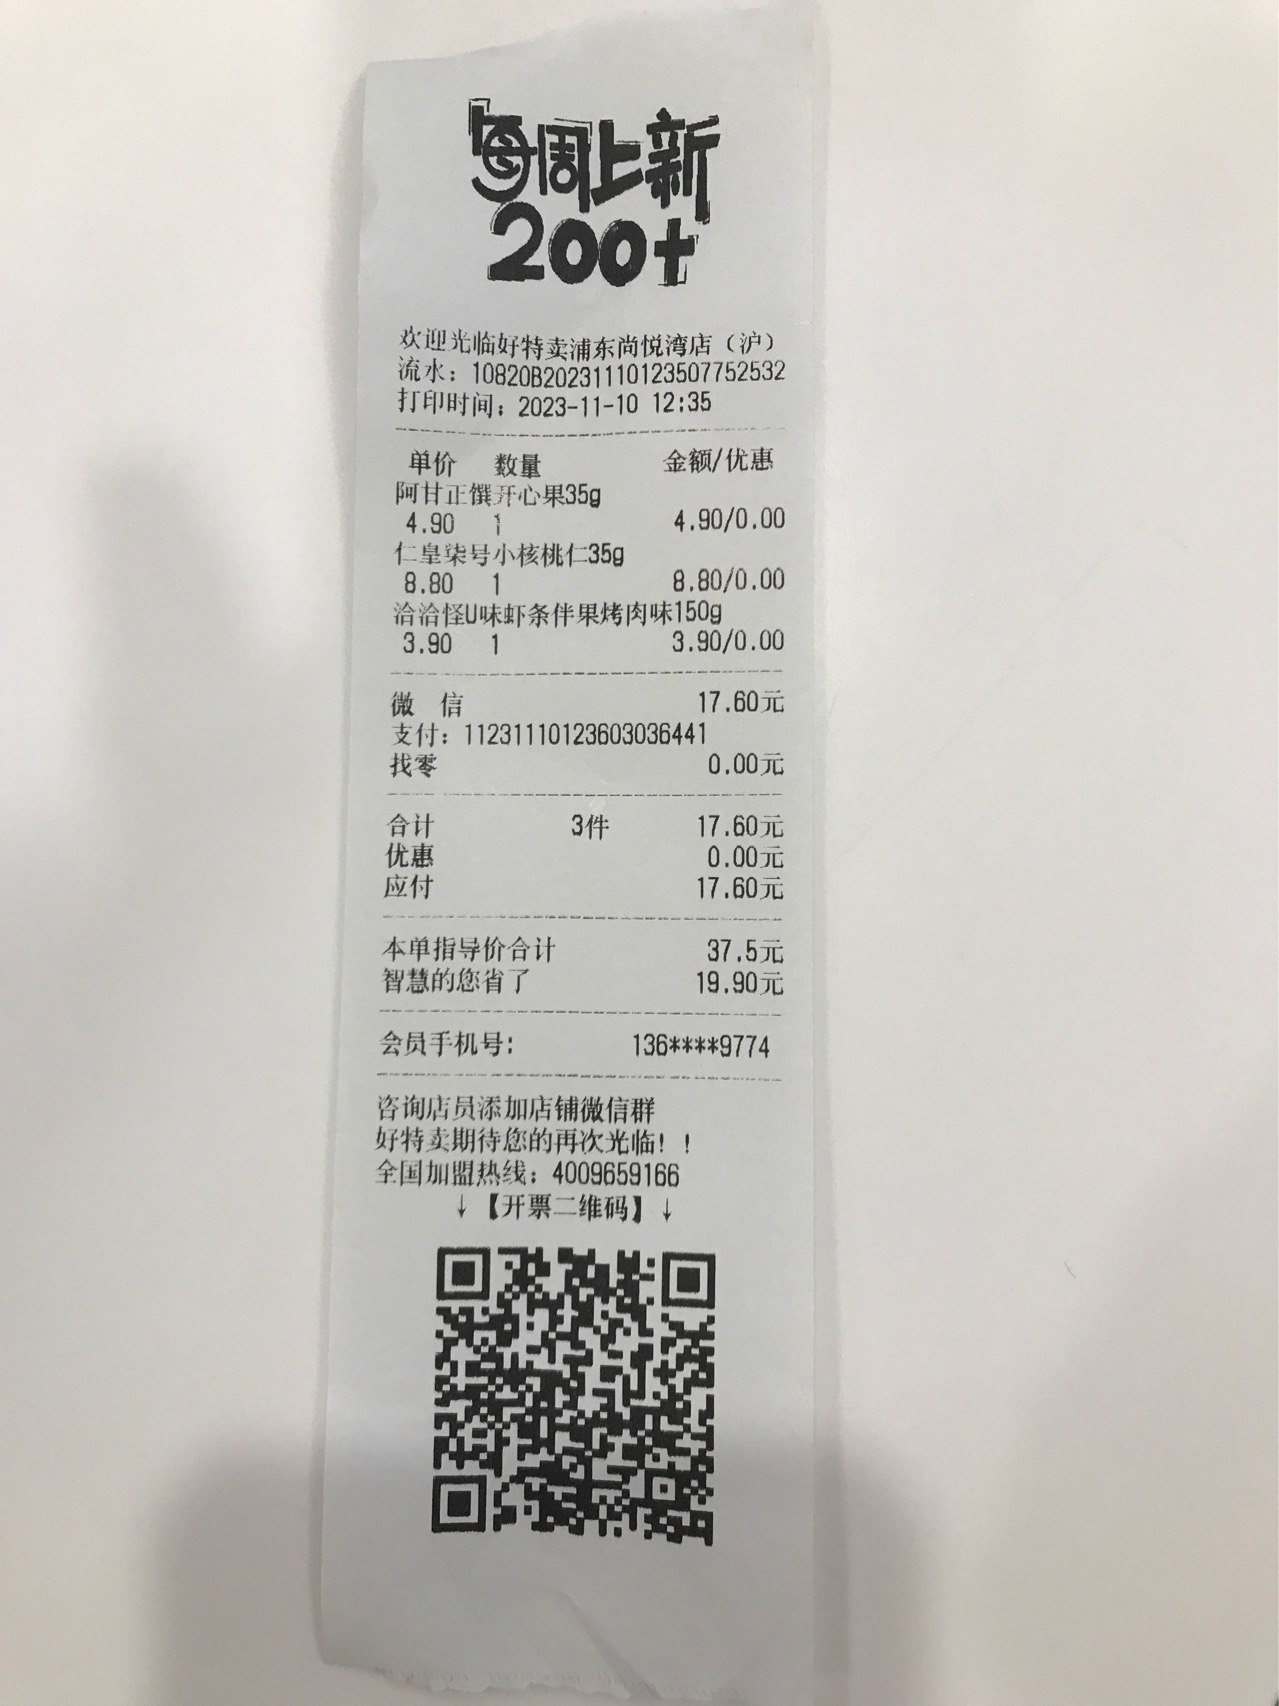 每周上新
200+
欢迎光临好特卖浦东尚悦湾店（沪）
流水：10820B20231110123507752532
打印时间：2023-11-10 12:35
单价 数量 金额/优惠
阿甘正馔开心果35g
4.90 1 4.90/0.00
仁皇柒号小核桃仁35g
8.80 1 8.80/0.00
洽洽怪U味虾条伴果烤肉味150g
3.90 1 3.90/0.00
微 信 17.60元
支付：11231110123603036441
找零 0.00元
合计 3件 17.60元
优惠 0.00元
应付 17.60元
本单指导价合计 37.5元
智慧的您省了 19.90元
会员手机号: 136****9774
咨询店员添加店铺微信群
好特卖期待您的再次光临！！
全国加盟热线：4009659166
↓【开票二维码】↓